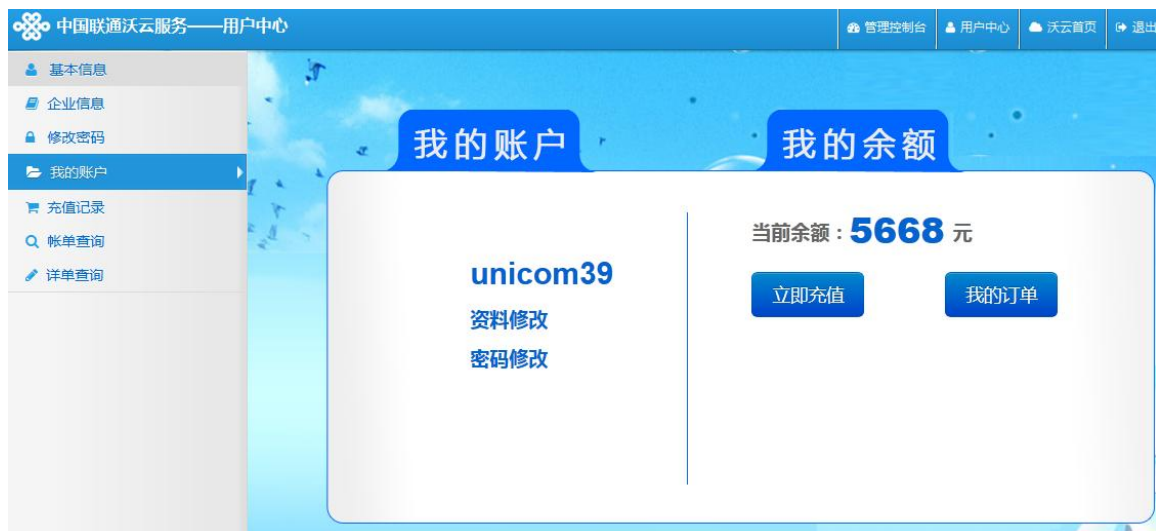 中国联通沃云服务——用户中心
管理控制台
用户中心
沃云首页
退出
基本信息
企业信息
修改密码
我的账户
充值记录
帐单查询
详单查询
我的账户
我的余额
unicom39
资料修改
密码修改
当前余额：5668 元
立即充值
我的订单